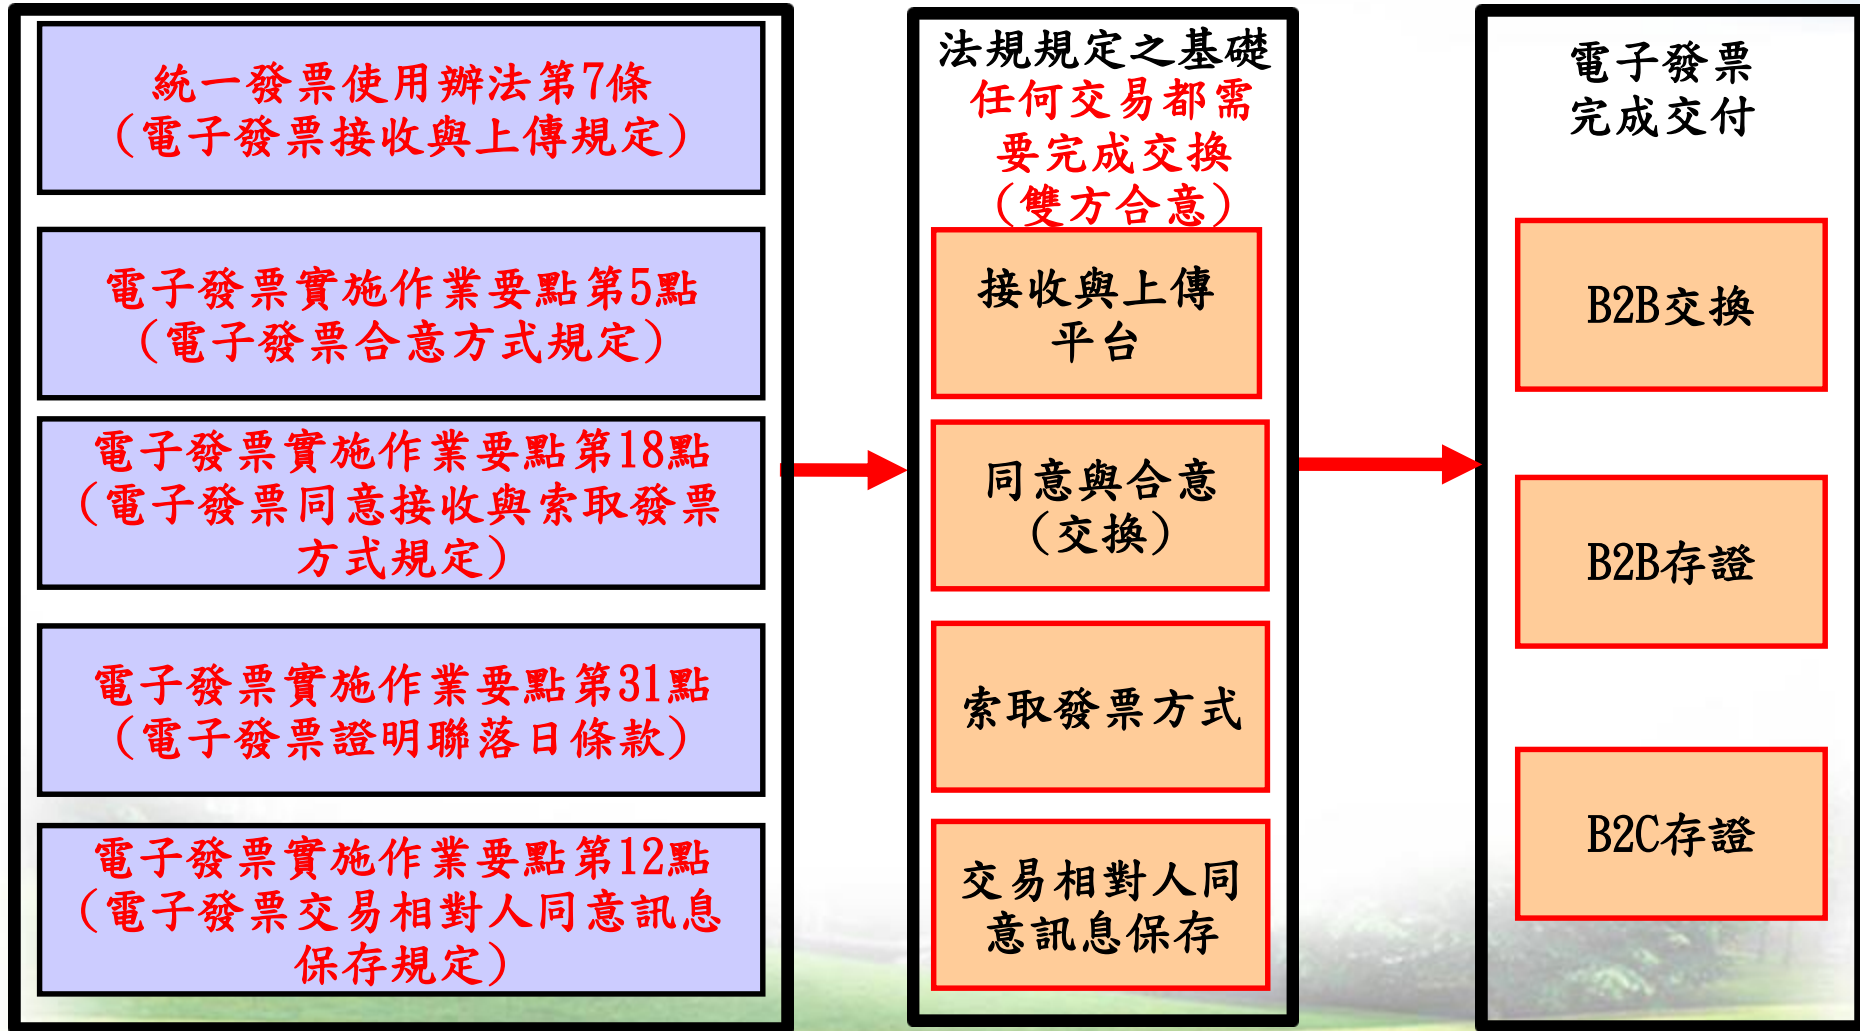 統一發票使用辦法第7條
(電子發票接收與上傳規定)
電子發票實施作業要點第5點
(電子發票合意方式規定)
電子發票實施作業要點第18點
(電子發票同意接收與索取發票
方式規定)
電子發票實施作業要點第31點
(電子發票證明聯落日條款)
電子發票實施作業要點第12點
(電子發票交易相對人同意訊息
保存規定)
法規規定之基礎
任何交易都需
要完成交換
(雙方合意)
接收與上傳
平台
同意與合意
(交換)
索取發票方式
交易相對人同
意訊息保存
電子發票
完成交付
B2B交換
B2B存證
B2C存證